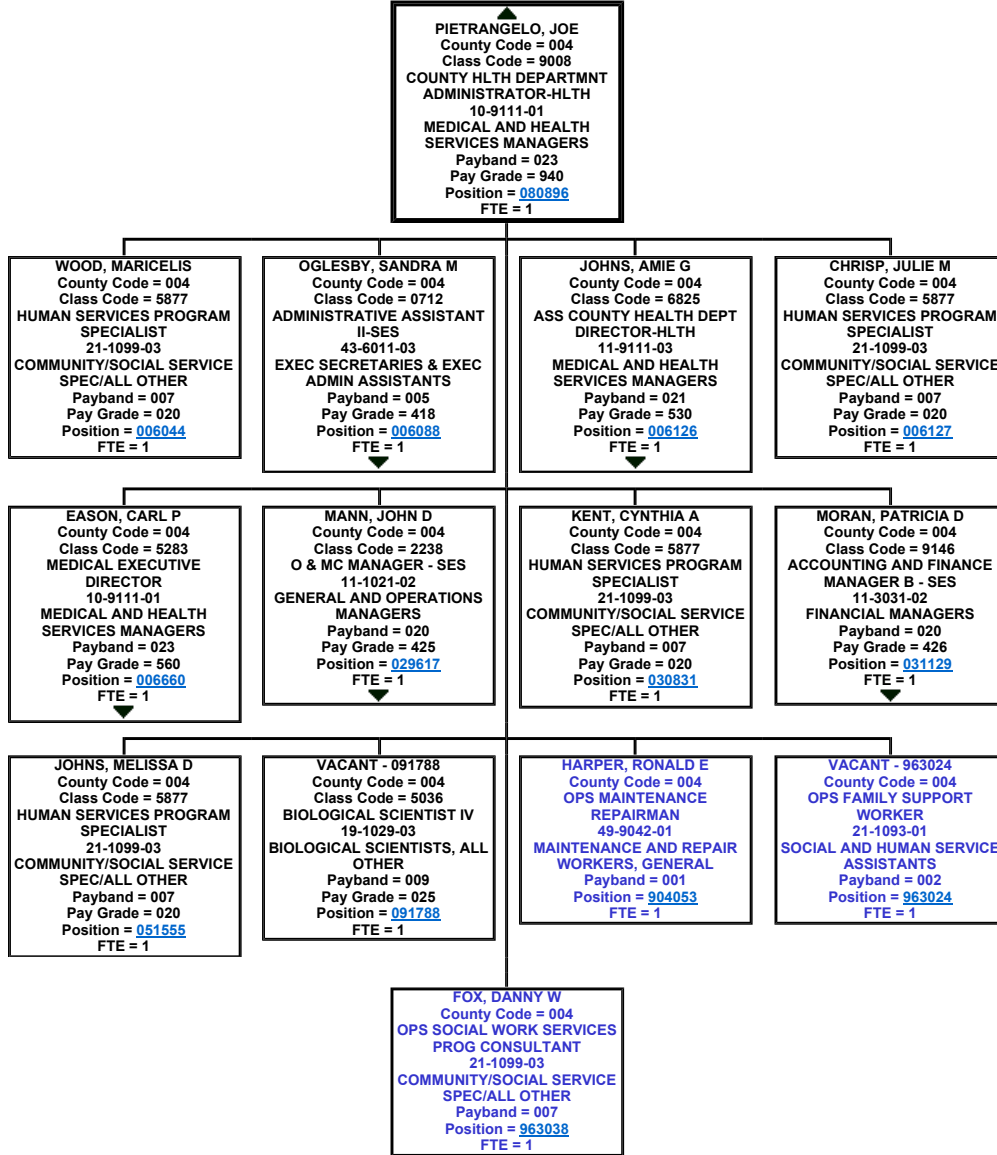 PIETRANGELO, JOE
County Code = 004
Class Code = 9008
COUNTY HLTH DEPARTMNT
ADMINISTRATOR-HLTH
10-9111-01
MEDICAL AND HEALTH
SERVICES MANAGERS
Payband = 023
Pay Grade = 940
Position = 080896
FTE = 1
WOOD, MARICELIS
County Code = 004
Class Code = 5877
HUMAN SERVICES PROGRAM
SPECIALIST
21-1099-03
COMMUNITY/SOCIAL SERVICE
SPEC/ALL OTHER
Payband = 007
Pay Grade = 020
Position = 006044
FTE = 1
OGLESBY, SANDRA M
County Code = 004
Class Code = 0712
ADMINISTRATIVE ASSISTANT
II-SES
43-6011-03
EXEC SECRETARIES & EXEC
ADMIN ASSISTANTS
Payband = 005
Pay Grade = 418
Position = 006088
FTE = 1
JOHNS, AMIE G
County Code = 004
Class Code = 6825
ASS COUNTY HEALTH DEPT
DIRECTOR-HLTH
11-9111-03
MEDICAL AND HEALTH
SERVICES MANAGERS
Payband = 021
Pay Grade = 530
Position = 006126
FTE = 1
CHRISP, JULIE M
County Code = 004
Class Code = 5877
HUMAN SERVICES PROGRAM
SPECIALIST
21-1099-03
COMMUNITY/SOCIAL SERVICE
SPEC/ALL OTHER
Payband = 007
Pay Grade = 020
Position = 006127
FTE = 1
EASON, CARL P
County Code = 004
Class Code = 5283
MEDICAL EXECUTIVE
DIRECTOR
10-9111-01
MEDICAL AND HEALTH
SERVICES MANAGERS
Payband = 023
Pay Grade = 560
Position = 006660
FTE = 1
MANN, JOHN D
County Code = 004
Class Code = 2238
O & MC MANAGER - SES
11-1021-02
GENERAL AND OPERATIONS
MANAGERS
Payband = 020
Pay Grade = 425
Position = 029617
FTE = 1
KENT, CYNTHIA A
County Code = 004
Class Code = 5877
HUMAN SERVICES PROGRAM
SPECIALIST
21-1099-03
COMMUNITY/SOCIAL SERVICE
SPEC/ALL OTHER
Payband = 007
Pay Grade = 020
Position = 030831
FTE = 1
MORAN, PATRICIA D
County Code = 004
Class Code = 9146
ACCOUNTING AND FINANCE
MANAGER B - SES
11-3031-02
FINANCIAL MANAGERS
Payband = 020
Pay Grade = 426
Position = 031129
FTE = 1
JOHNS, MELISSA D
County Code = 004
Class Code = 5877
HUMAN SERVICES PROGRAM
SPECIALIST
21-1099-03
COMMUNITY/SOCIAL SERVICE
SPEC/ALL OTHER
Payband = 007
Pay Grade = 020
Position = 051555
FTE = 1
VACANT - 091788
County Code = 004
Class Code = 5036
BIOLOGICAL SCIENTIST IV
19-1029-03
BIOLOGICAL SCIENTISTS, ALL
OTHER
Payband = 009
Pay Grade = 025
Position = 091788
FTE = 1
HARPER, RONALD E
County Code = 004
OPS MAINTENANCE
REPAIRMAN
49-9042-01
MAINTENANCE AND REPAIR
WORKERS, GENERAL
Payband = 001
Position = 904053
FTE = 1
VACANT - 963024
County Code = 004
OPS FAMILY SUPPORT
WORKER
21-1093-01
SOCIAL AND HUMAN SERVICE
ASSISTANTS
Payband = 002
Position = 963024
FTE = 1
FOX, DANNY W
County Code = 004
OPS SOCIAL WORK SERVICES
PROG CONSULTANT
21-1099-03
COMMUNITY/SOCIAL SERVICE
SPEC/ALL OTHER
Payband = 007
Position = 963038
FTE = 1